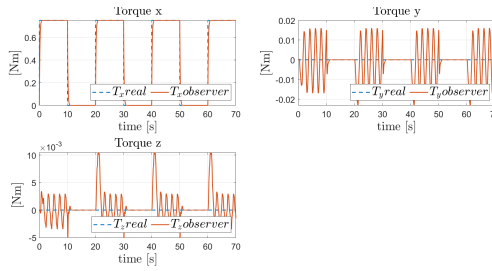 Torque x
[Nm]
0.6
0.4
0.2
0
T_x real T_x observer
0 10 20 30 40 50 60 70
time [s]
Torque y
[Nm]
0.02
0.01
0
-0.01
-0.02
T_y real T_y observer
0 10 20 30 40 50 60 70
time [s]
Torque z
×10⁻³
[Nm]
10
5
0
-5
T_z real T_z observer
0 10 20 30 40 50 60 70
time [s]